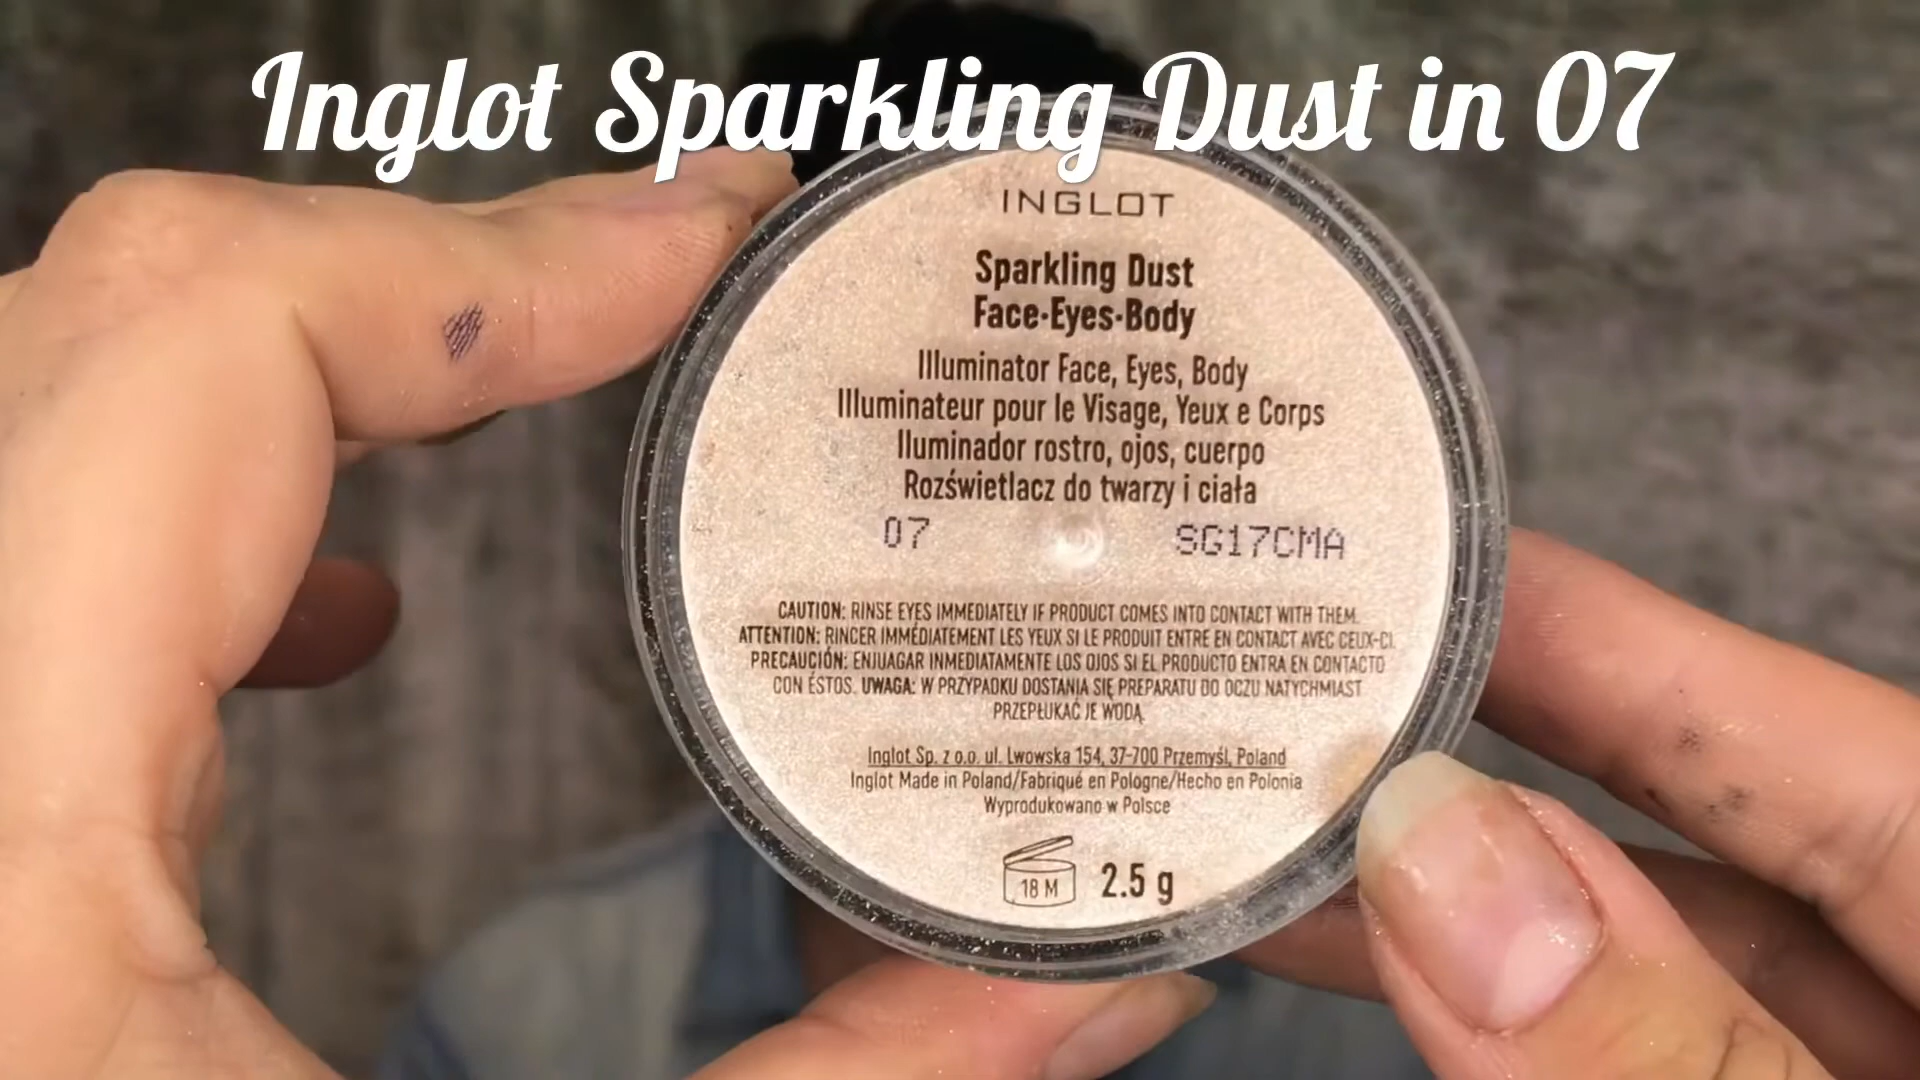 Inglot Sparkling Dust in 07
INGLOT
Sparkling Dust
Face·Eyes·Body
Illuminator Face, Eyes, Body
Illuminateur pour le Visage, Yeux e Corps
Iluminador rostro, ojos, cuerpo
Rozświetlacz do twarzy i ciała
07 SG17CMA
CAUTION: RINSE EYES IMMEDIATELY IF PRODUCT COMES INTO CONTACT WITH THEM.
ATTENTION: RINCER IMMÉDIATEMENT LES YEUX SI LE PRODUIT ENTRE EN CONTACT AVEC CEUX-CI.
PRECAUCIÓN: ENJUAGAR INMEDIATAMENTE LOS OJOS SI EL PRODUCTO ENTRA EN CONTACTO
CON ÉSTOS. UWAGA: W PRZYPADKU DOSTANIA SIĘ PREPARATU DO OCZU NATYCHMIAST
PRZEPŁUKAĆ JE WODĄ.
Inglot Sp. z o.o. ul. Lwowska 154, 37-700 Przemyśl, Poland
Inglot Made in Poland/Fabriqué en Pologne/Hecho en Polonia
Wyprodukowano w Polsce
18 M 2.5 g